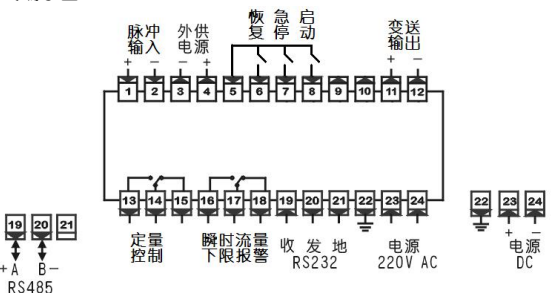 恢 急 启
复 停 动
脉冲 外供 变送
输入 电源 输出
+ − − + + −
1 2 3 4 5 6 7 8 9 10 11 12
13 14 15 16 17 18 19 20 21 22 23 24
19 20 21
22 23 24
定量 瞬时流量 收 发 地 电源
控制 下限报警 RS232 220V AC
+A B−
RS485
+ −
电源
DC